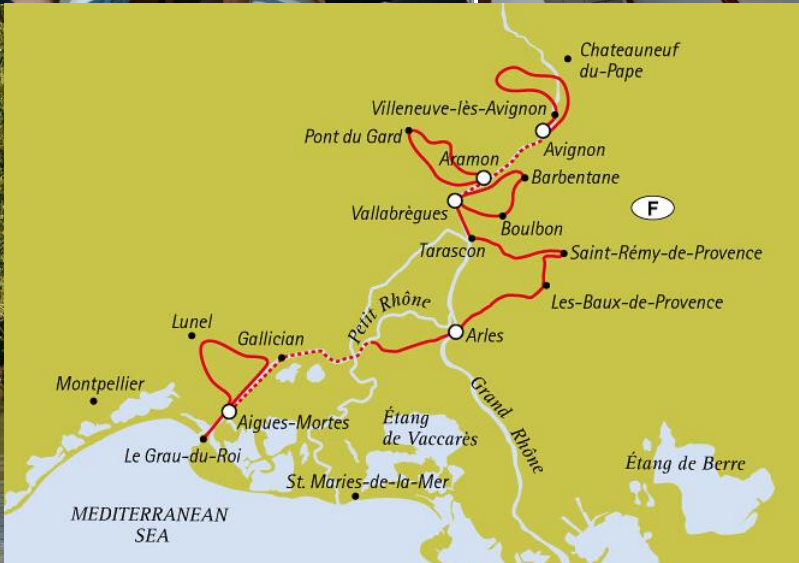 Chateauneuf
du-Pape
Villeneuve-lès-Avignon
Pont du Gard
Avignon
Aramon
Barbentane
Vallabrègues
F
Boulbon
Tarascon
Saint-Rémy-de-Provence
Les-Baux-de-Provence
Petit Rhône
Lunel
Gallician
Arles
Montpellier
Grand Rhône
Aigues-Mortes
Étang
de Vaccarès
Le Grau-du-Roi
Étang de Berre
St. Maries-de-la-Mer
MEDITERRANEAN
SEA